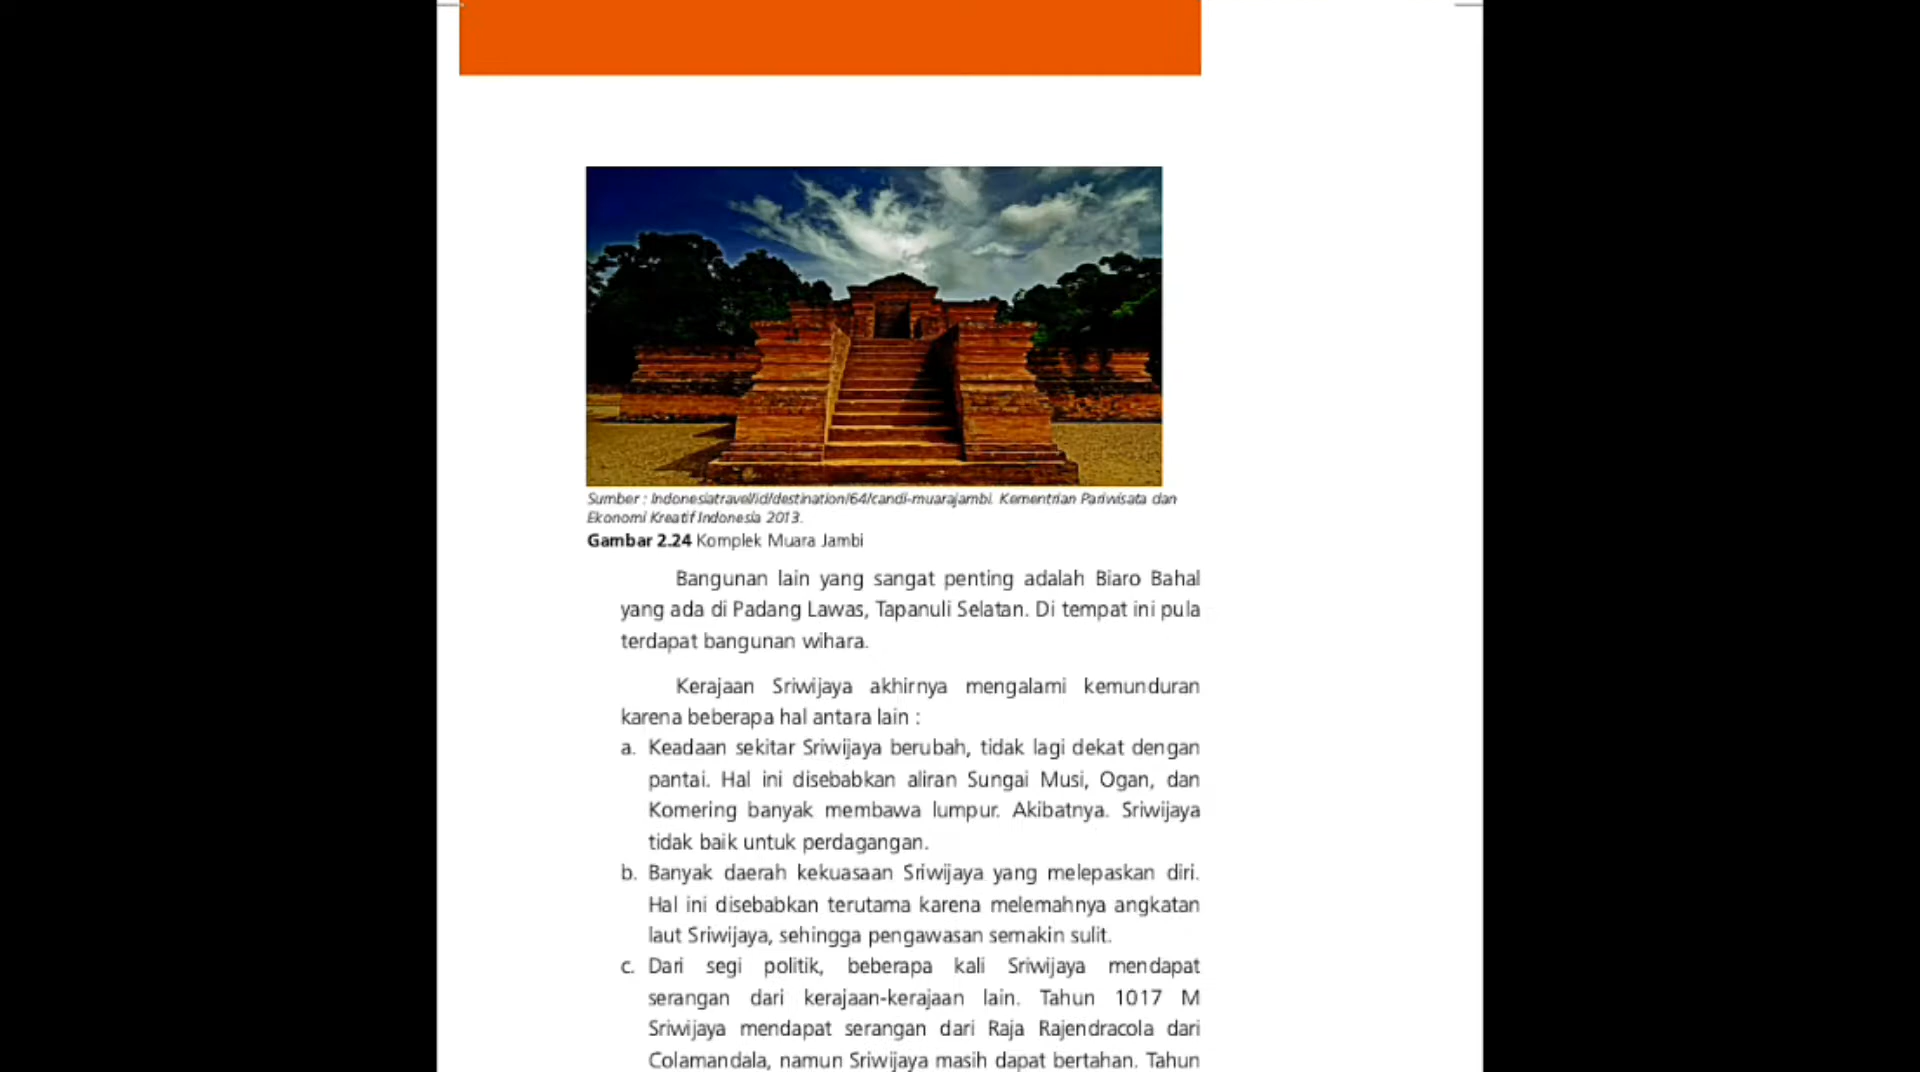 Sumber : Indonesiatravel/id/destination/64/candi-muarajambi. Kementrian Pariwisata dan
Ekonomi Kreatif Indonesia 2013.
Gambar 2.24 Komplek Muara Jambi
Bangunan lain yang sangat penting adalah Biaro Bahal
yang ada di Padang Lawas, Tapanuli Selatan. Di tempat ini pula
terdapat bangunan wihara.
Kerajaan Sriwijaya akhirnya mengalami kemunduran
karena beberapa hal antara lain :
a. Keadaan sekitar Sriwijaya berubah, tidak lagi dekat dengan
pantai. Hal ini disebabkan aliran Sungai Musi, Ogan, dan
Komering banyak membawa lumpur. Akibatnya. Sriwijaya
tidak baik untuk perdagangan.
b. Banyak daerah kekuasaan Sriwijaya yang melepaskan diri.
Hal ini disebabkan terutama karena melemahnya angkatan
laut Sriwijaya, sehingga pengawasan semakin sulit.
c. Dari segi politik, beberapa kali Sriwijaya mendapat
serangan dari kerajaan-kerajaan lain. Tahun 1017 M
Sriwijaya mendapat serangan dari Raja Rajendracola dari
Colamandala, namun Sriwijaya masih dapat bertahan. Tahun